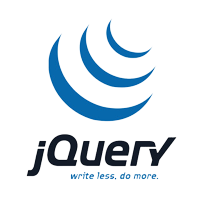 jQuery
write less. do more.